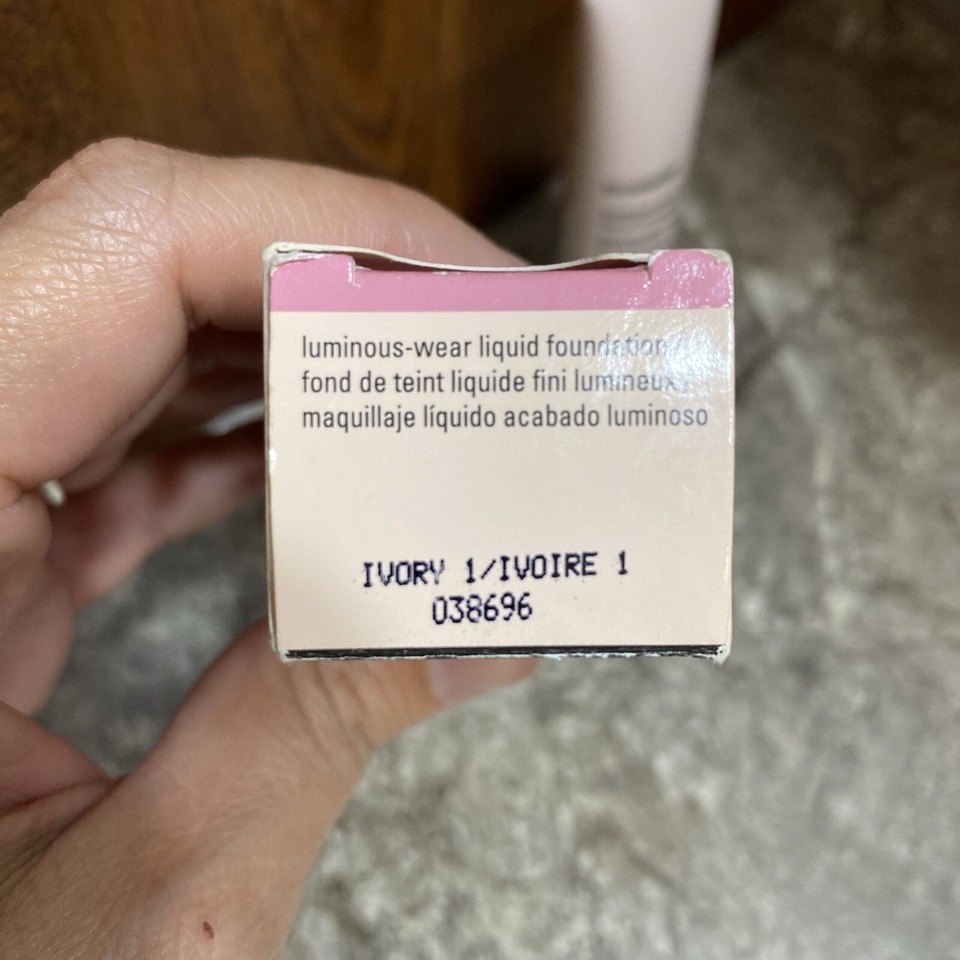 luminous-wear liquid foundation /
fond de teint liquide fini lumineux /
maquillaje líquido acabado luminoso
IVORY 1/IVOIRE 1
038696